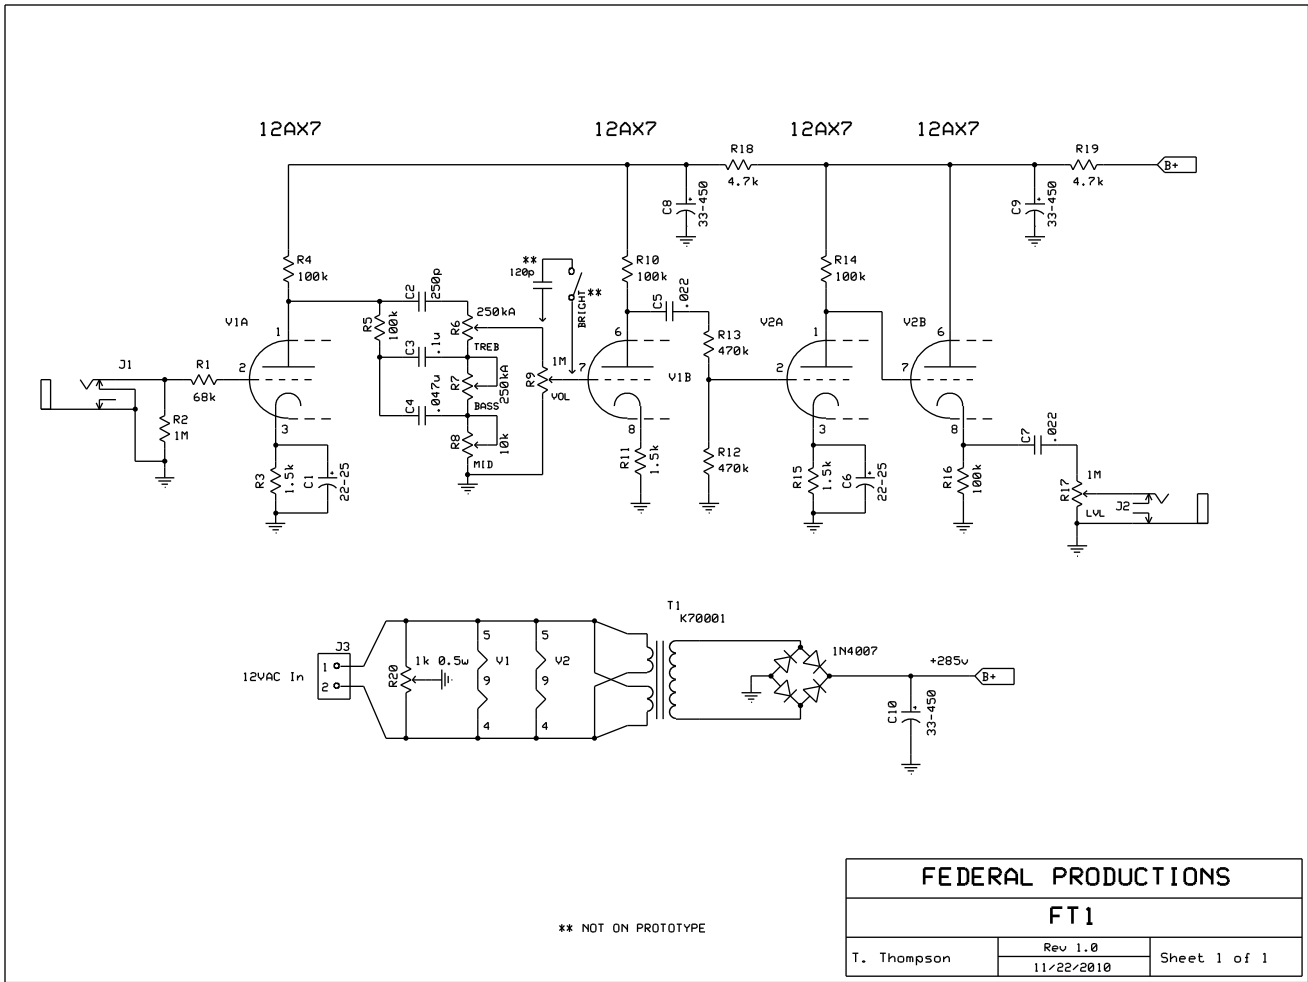 12AX7
12AX7
12AX7
12AX7
R18
4.7k
R19
4.7k
B+
C8
33-450
C9
33-450
R4
100k
**
120p
BRIGHT
**
R10
100k
R14
100k
C2
250p
C5
.022
V1A
1
R5
100k
R6
250kA
TREB
6
V2A
1
V2B
6
J1
R1
68k
2
C3
.1u
R7
250kA
BASS
R9
1M
VOL
7
V1B
R13
470k
2
7
R2
1M
3
C4
.047u
R8
10k
MID
8
3
8
C7
.022
R3
1.5k
C1
22-25
R11
1.5k
R12
470k
R15
1.5k
C6
22-25
R16
100k
R17
1M
LVL
J2
T1
K70001
J3
12VAC In
1
2
R20
1k 0.5w
5
V1
9
4
5
V2
9
4
1N4007
+285v
B+
C10
33-450
** NOT ON PROTOTYPE
FEDERAL PRODUCTIONS
FT1
T. Thompson
Rev 1.0
11/22/2010
Sheet 1 of 1